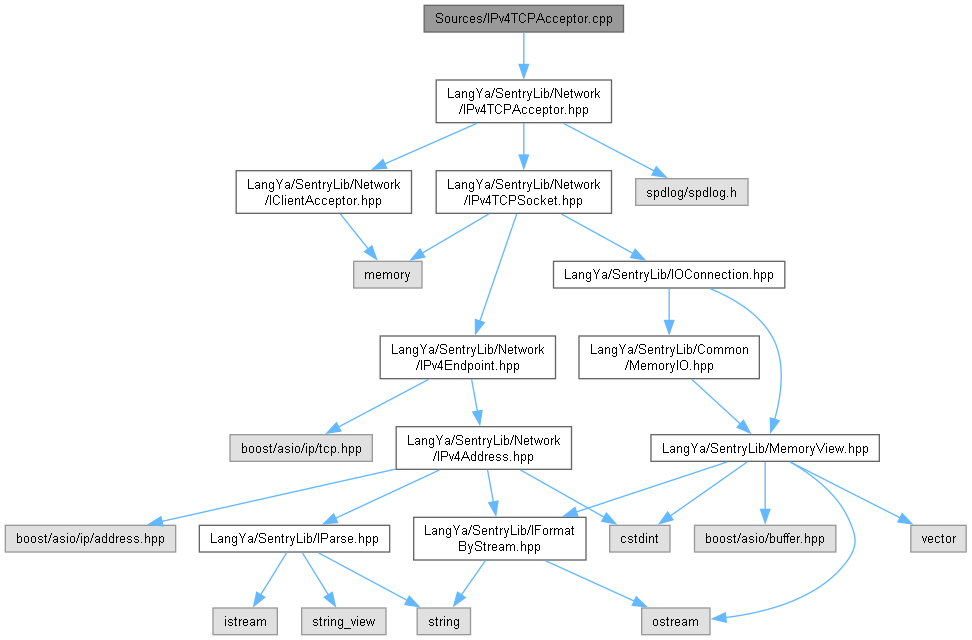 Sources/IPv4TCPAcceptor.cpp
LangYa/SentryLib/Network
/IPv4TCPAcceptor.hpp
LangYa/SentryLib/Network
/IClientAcceptor.hpp
LangYa/SentryLib/Network
/IPv4TCPSocket.hpp
spdlog/spdlog.h
memory
LangYa/SentryLib/IOConnection.hpp
LangYa/SentryLib/Network
/IPv4Endpoint.hpp
LangYa/SentryLib/Common
/MemoryIO.hpp
boost/asio/ip/tcp.hpp
LangYa/SentryLib/Network
/IPv4Address.hpp
LangYa/SentryLib/MemoryView.hpp
boost/asio/ip/address.hpp
LangYa/SentryLib/IParse.hpp
LangYa/SentryLib/IFormat
ByStream.hpp
cstdint
boost/asio/buffer.hpp
vector
istream
string_view
string
ostream